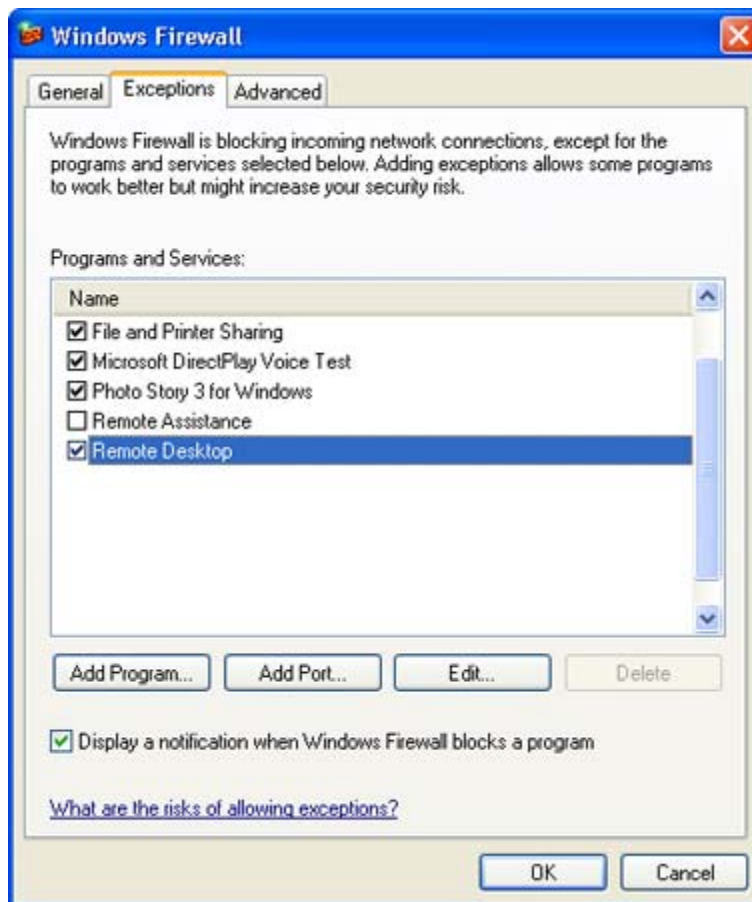 Windows Firewall
General Exceptions Advanced
Windows Firewall is blocking incoming network connections, except for the
programs and services selected below. Adding exceptions allows some programs
to work better but might increase your security risk.
Programs and Services:
Name
File and Printer Sharing
Microsoft DirectPlay Voice Test
Photo Story 3 for Windows
Remote Assistance
Remote Desktop
Add Program... Add Port... Edit... Delete
Display a notification when Windows Firewall blocks a program
What are the risks of allowing exceptions?
OK Cancel